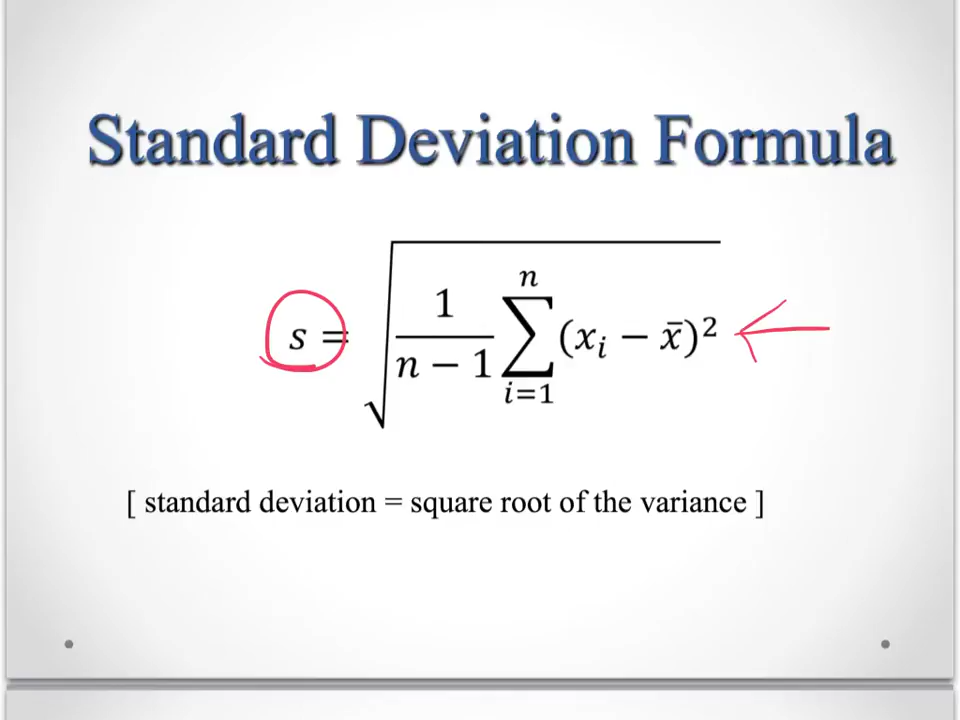 Standard Deviation Formula
s = √(1/(n − 1) ∑_{i=1}^{n} (x_i − x̄)²)
[ standard deviation = square root of the variance ]